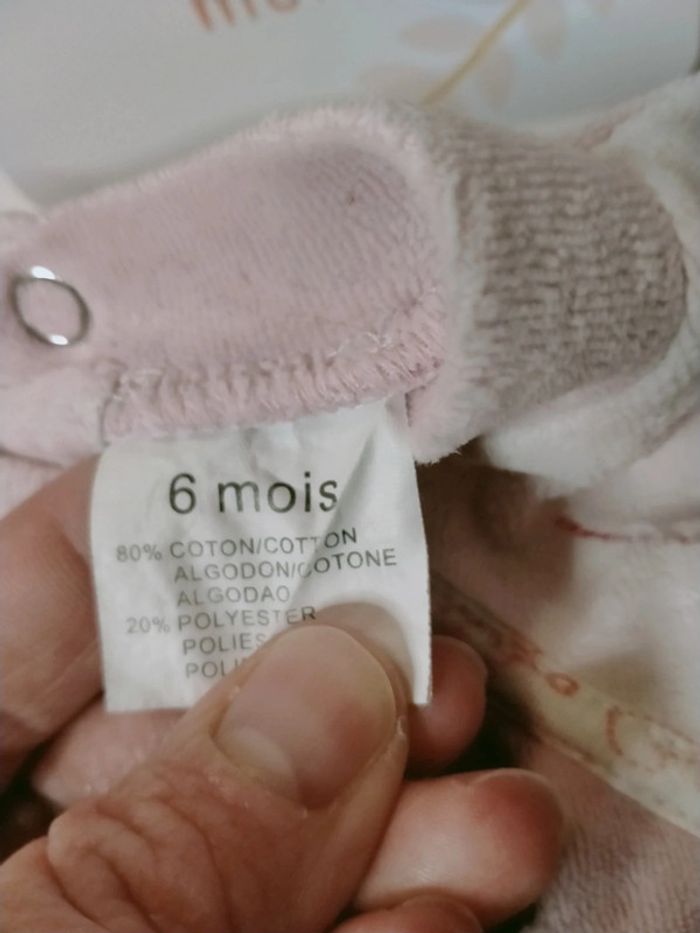 6 mois
80% COTON/COTTON
ALGODON/COTONE
ALGODAO
20% POLYESTER